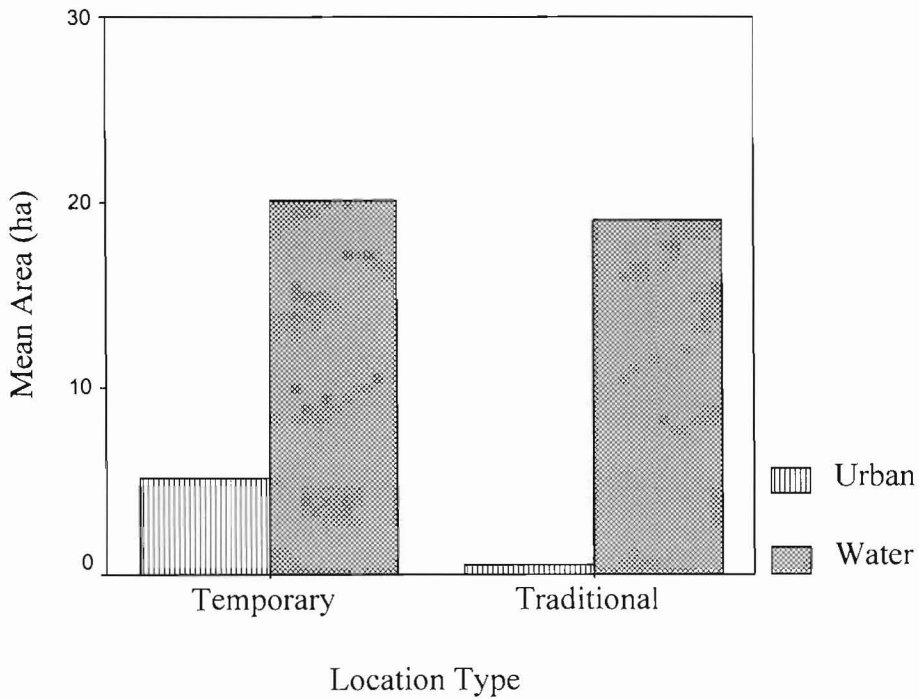 30
20
10
0
Mean Area (ha)
Urban
Water
Temporary
Traditional
Location Type